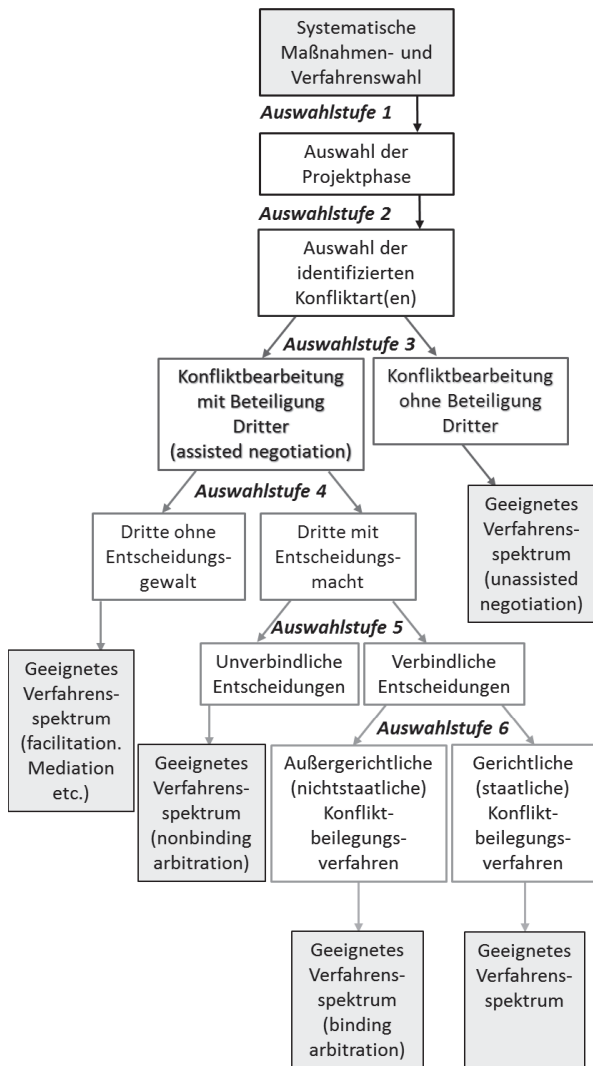 Systematische
Maßnahmen- und
Verfahrenswahl
Auswahlstufe 1
Auswahl der
Projektphase
Auswahlstufe 2
Auswahl der
identifizierten
Konfliktart(en)
Auswahlstufe 3
Konfliktbearbeitung
mit Beteiligung
Dritter
(assisted negotiation)
Konfliktbearbeitung
ohne Beteiligung
Dritter
Auswahlstufe 4
Geeignetes
Verfahrens-
spektrum
(unassisted
negotiation)
Dritte ohne
Entscheidungs-
gewalt
Dritte mit
Entscheidungs-
macht
Auswahlstufe 5
Geeignetes
Verfahrens-
spektrum
(facilitation.
Mediation
etc.)
Unverbindliche
Entscheidungen
Verbindliche
Entscheidungen
Auswahlstufe 6
Geeignetes
Verfahrens-
spektrum
(nonbinding
arbitration)
Außergerichtliche
(nichtstaatliche)
Konflikt-
beilegungs-
verfahren
Gerichtliche
(staatliche)
Konflikt-
beilegungs-
verfahren
Geeignetes
Verfahrens-
spektrum
(binding
arbitration)
Geeignetes
Verfahrens-
spektrum